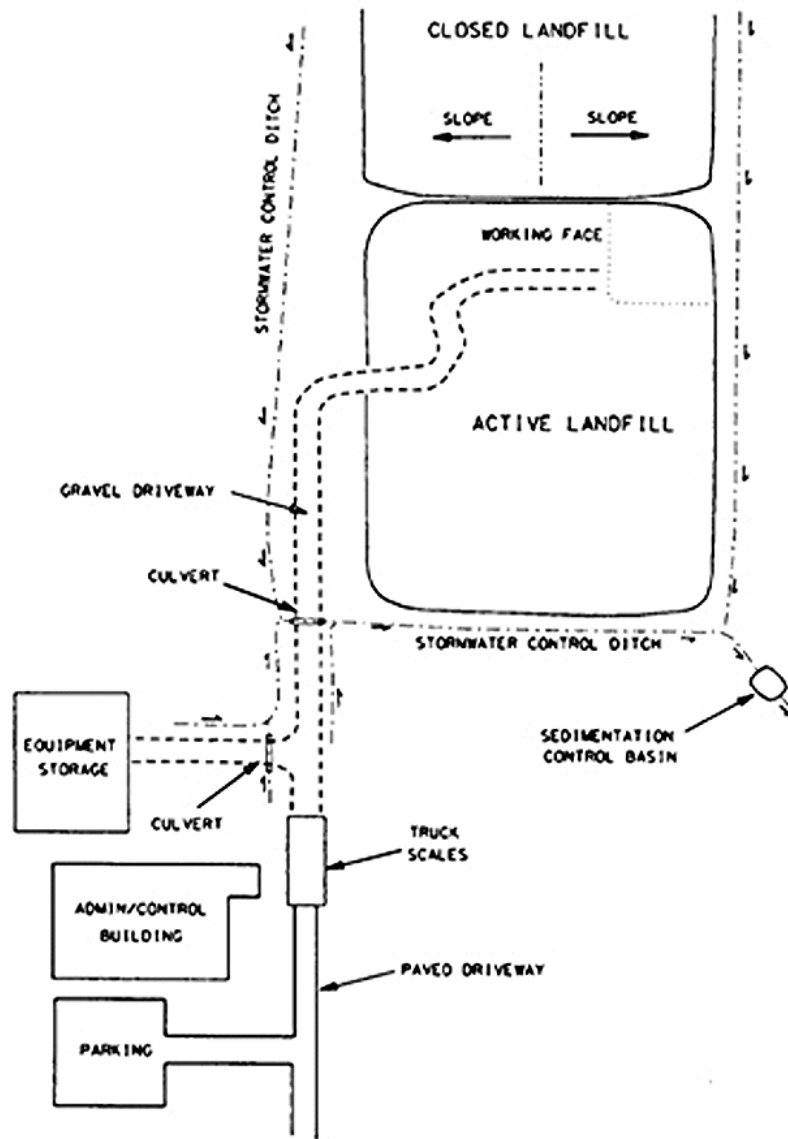 CLOSED LANDFILL
SLOPE
SLOPE
STORMWATER CONTROL DITCH
WORKING FACE
ACTIVE LANDFILL
GRAVEL DRIVEWAY
CULVERT
STORMWATER CONTROL DITCH
EQUIPMENT
STORAGE
SEDIMENTATION
CONTROL BASIN
CULVERT
TRUCK
SCALES
ADMIN/CONTROL
BUILDING
PAVED DRIVEWAY
PARKING